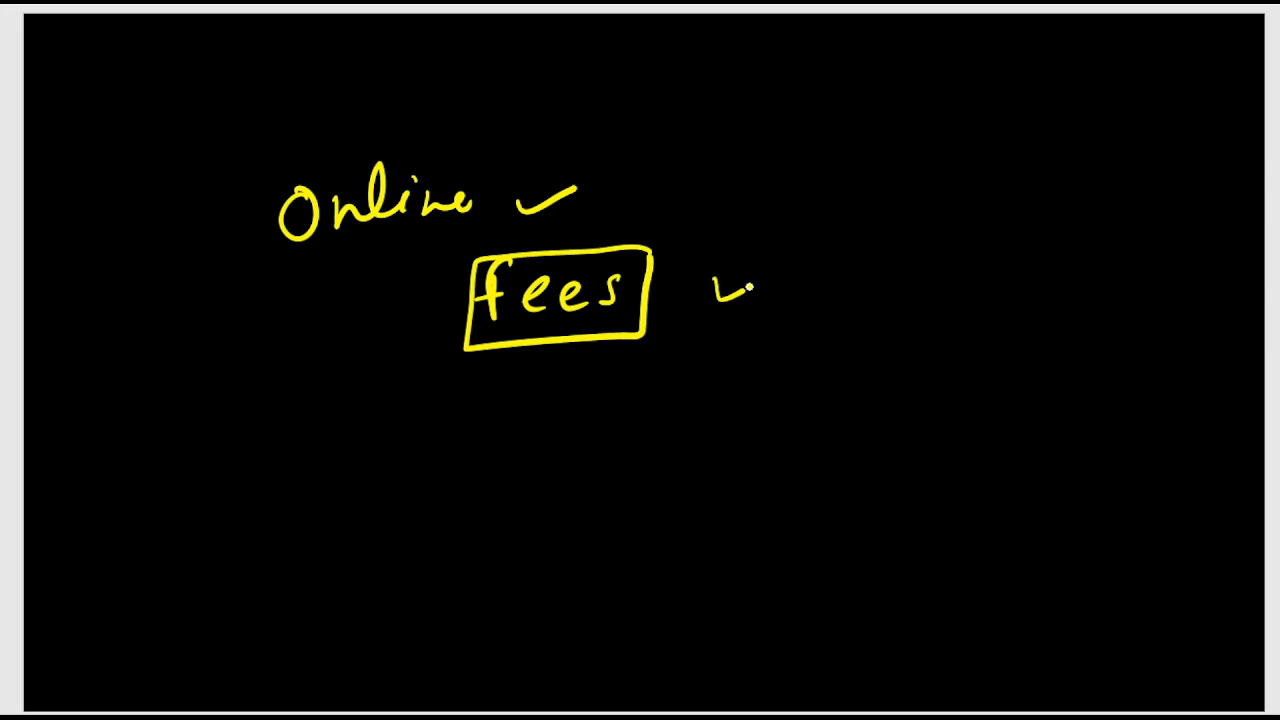 Online ✓
fees ✓